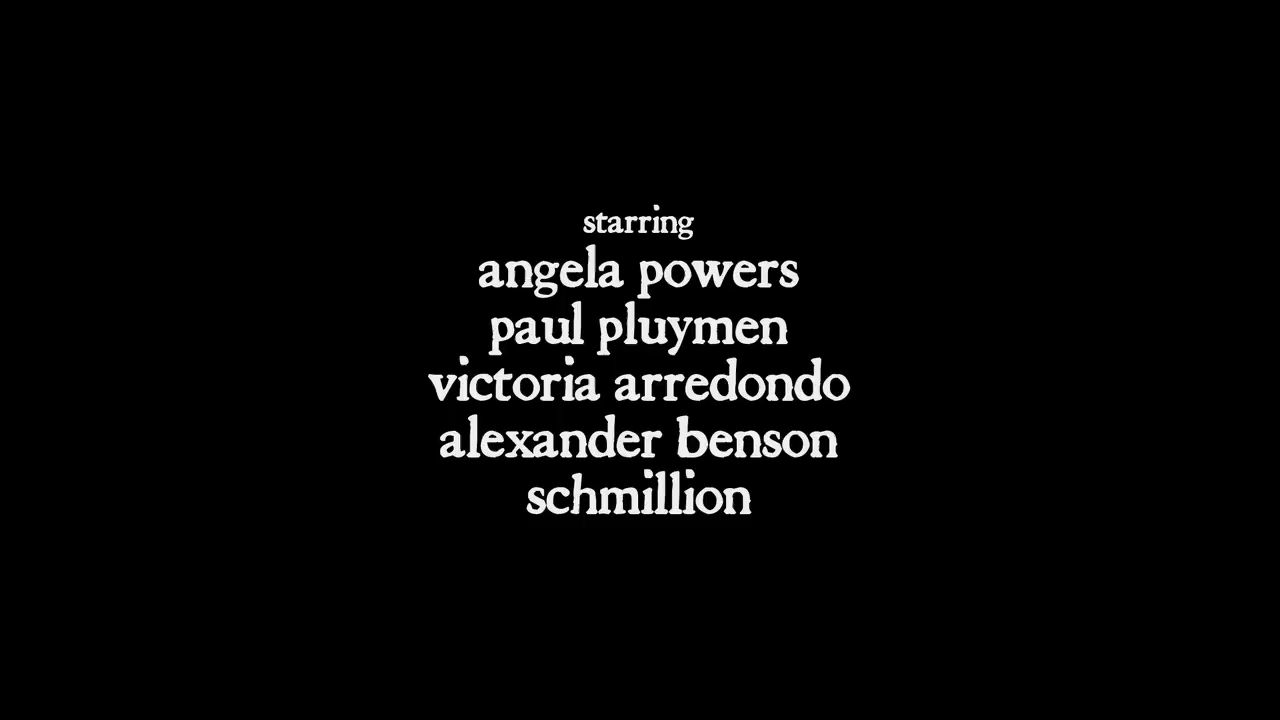 starring
angela powers
paul pluymen
victoria arredondo
alexander benson
schmillion